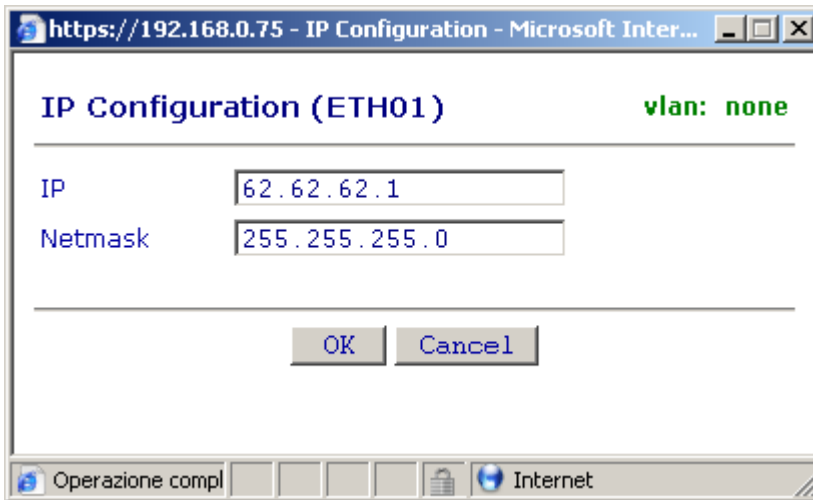 https://192.168.0.75 - IP Configuration - Microsoft Inter...
IP Configuration (ETH01) vlan: none
IP 62.62.62.1
Netmask 255.255.255.0
OK Cancel
Operazione compl Internet